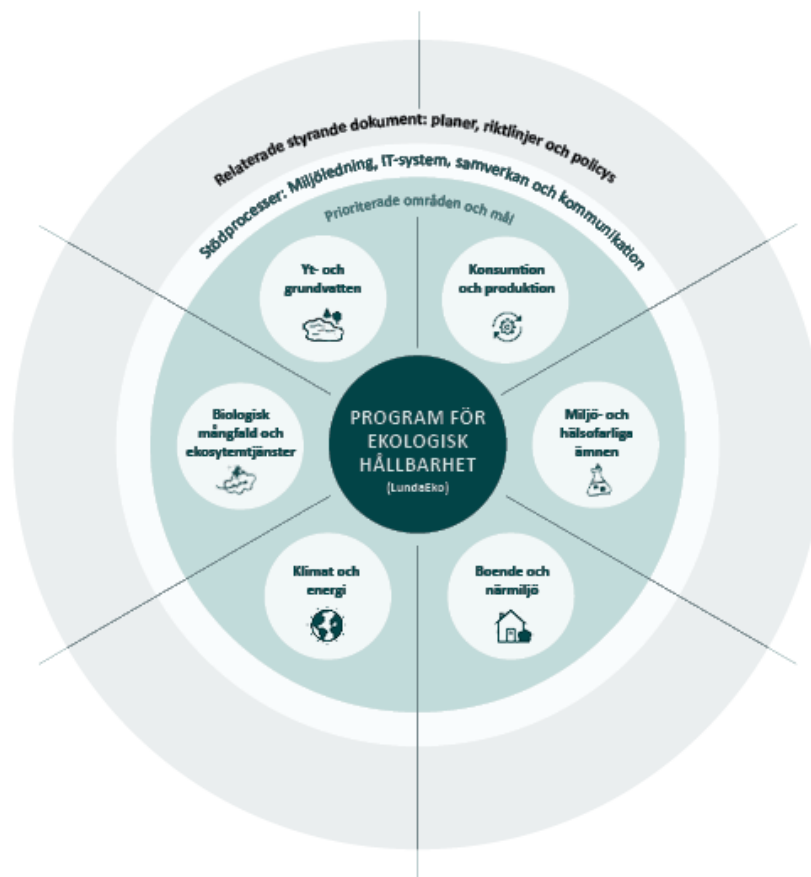 Relaterade styrande dokument: planer, riktlinjer och policys
Stödprocesser: Miljöledning, IT-system, samverkan och kommunikation
Prioriterade områden och mål
Yt- och
grundvatten
Konsumtion
och produktion
Biologisk
mångfald och
ekosytemtjänster
PROGRAM FÖR
EKOLOGISK
HÅLLBARHET
(LundaEko)
Miljö- och
hälsofarliga
ämnen
Klimat och
energi
Boende och
närmiljö